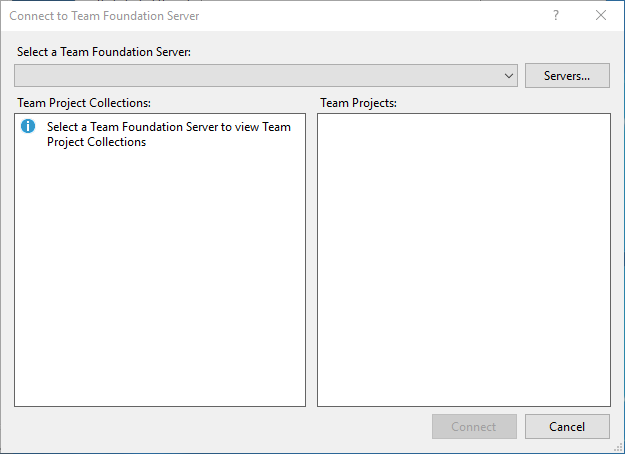 Connect to Team Foundation Server
?
Select a Team Foundation Server:
Servers...
Team Project Collections:
Team Projects:
Select a Team Foundation Server to view Team
Project Collections
Connect
Cancel